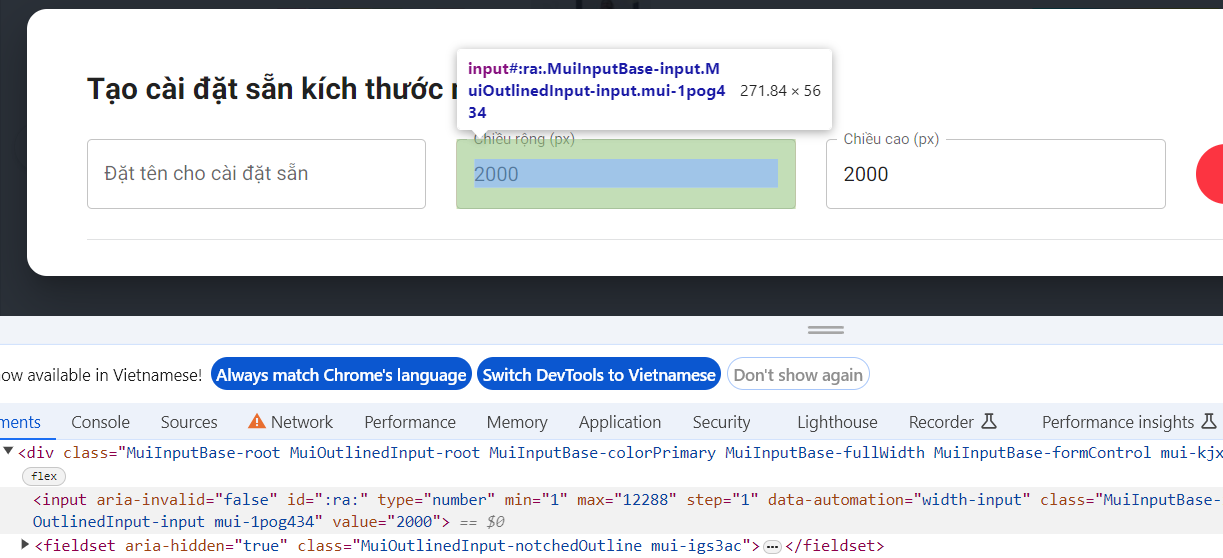 Tạo cài đặt sẵn kích thước
input#:ra:.MuiInputBase-input.M
uiOutlinedInput-input.mui-1pog4
34
271.84 × 56
Đặt tên cho cài đặt sẵn
Chiều rộng (px)
2000
Chiều cao (px)
2000
now available in Vietnamese!
Always match Chrome's language
Switch DevTools to Vietnamese
Don't show again
ments
Console
Sources
Network
Performance
Memory
Application
Security
Lighthouse
Recorder
Performance insights
<div class="MuiInputBase-root MuiOutlinedInput-root MuiInputBase-colorPrimary MuiInputBase-fullWidth MuiInputBase-formControl mui-kjx
flex
<input aria-invalid="false" id=":ra:" type="number" min="1" max="12288" step="1" data-automation="width-input" class="MuiInputBase-
OutlinedInput-input mui-1pog434" value="2000"> == $0
<fieldset aria-hidden="true" class="MuiOutlinedInput-notchedOutline mui-igs3ac">…</fieldset>